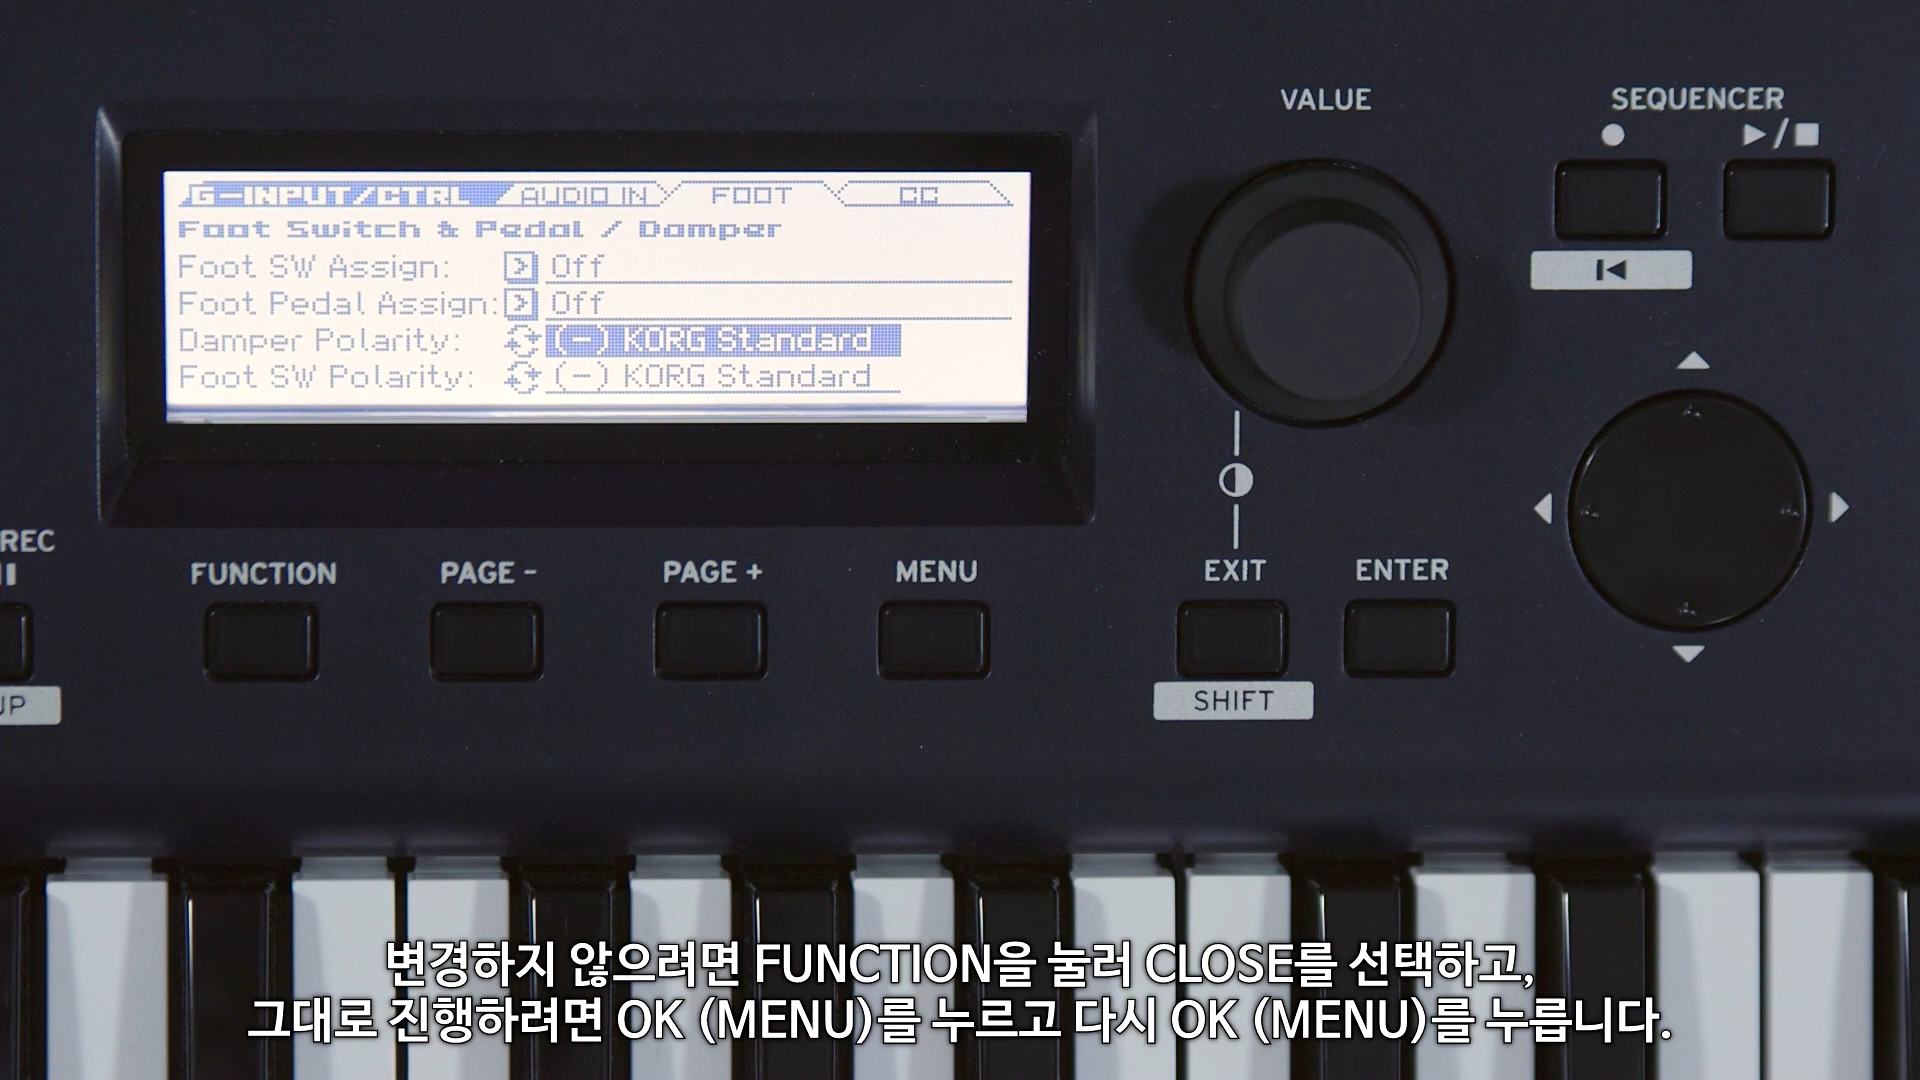 VALUE
SEQUENCER
G-INPUT/CTRL AUDIO IN FOOT CC
Foot Switch & Pedal / Damper
Foot SW Assign: Off
Foot Pedal Assign: Off
Damper Polarity: (-) KORG Standard
Foot SW Polarity: (-) KORG Standard
REC
FUNCTION PAGE - PAGE + MENU EXIT ENTER
UP
SHIFT
변경하지 않으려면 FUNCTION을 눌러 CLOSE를 선택하고,
그대로 진행하려면 OK (MENU)를 누르고 다시 OK (MENU)를 누릅니다.